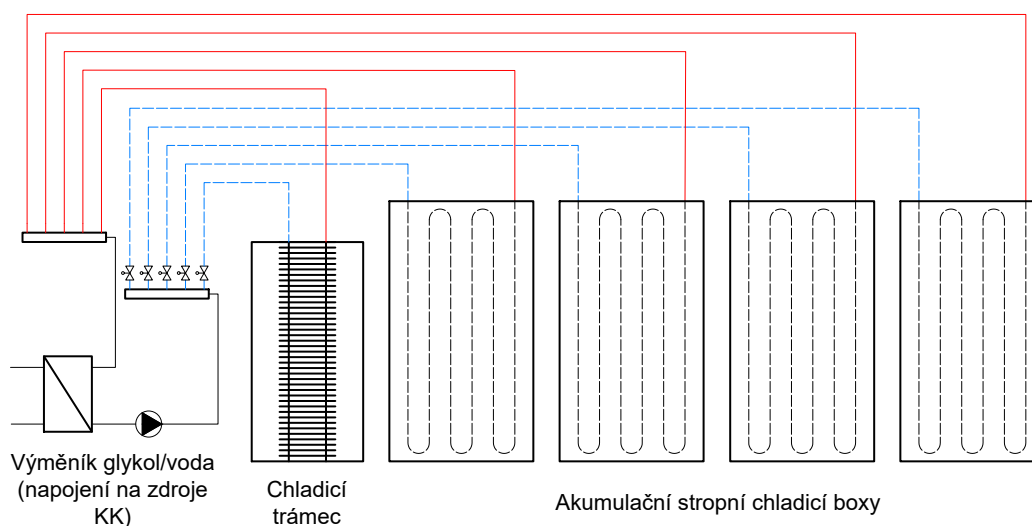 Výměník glykol/voda
(napojení na zdroje
KK)
Chladicí
trámec
Akumulační stropní chladicí boxy